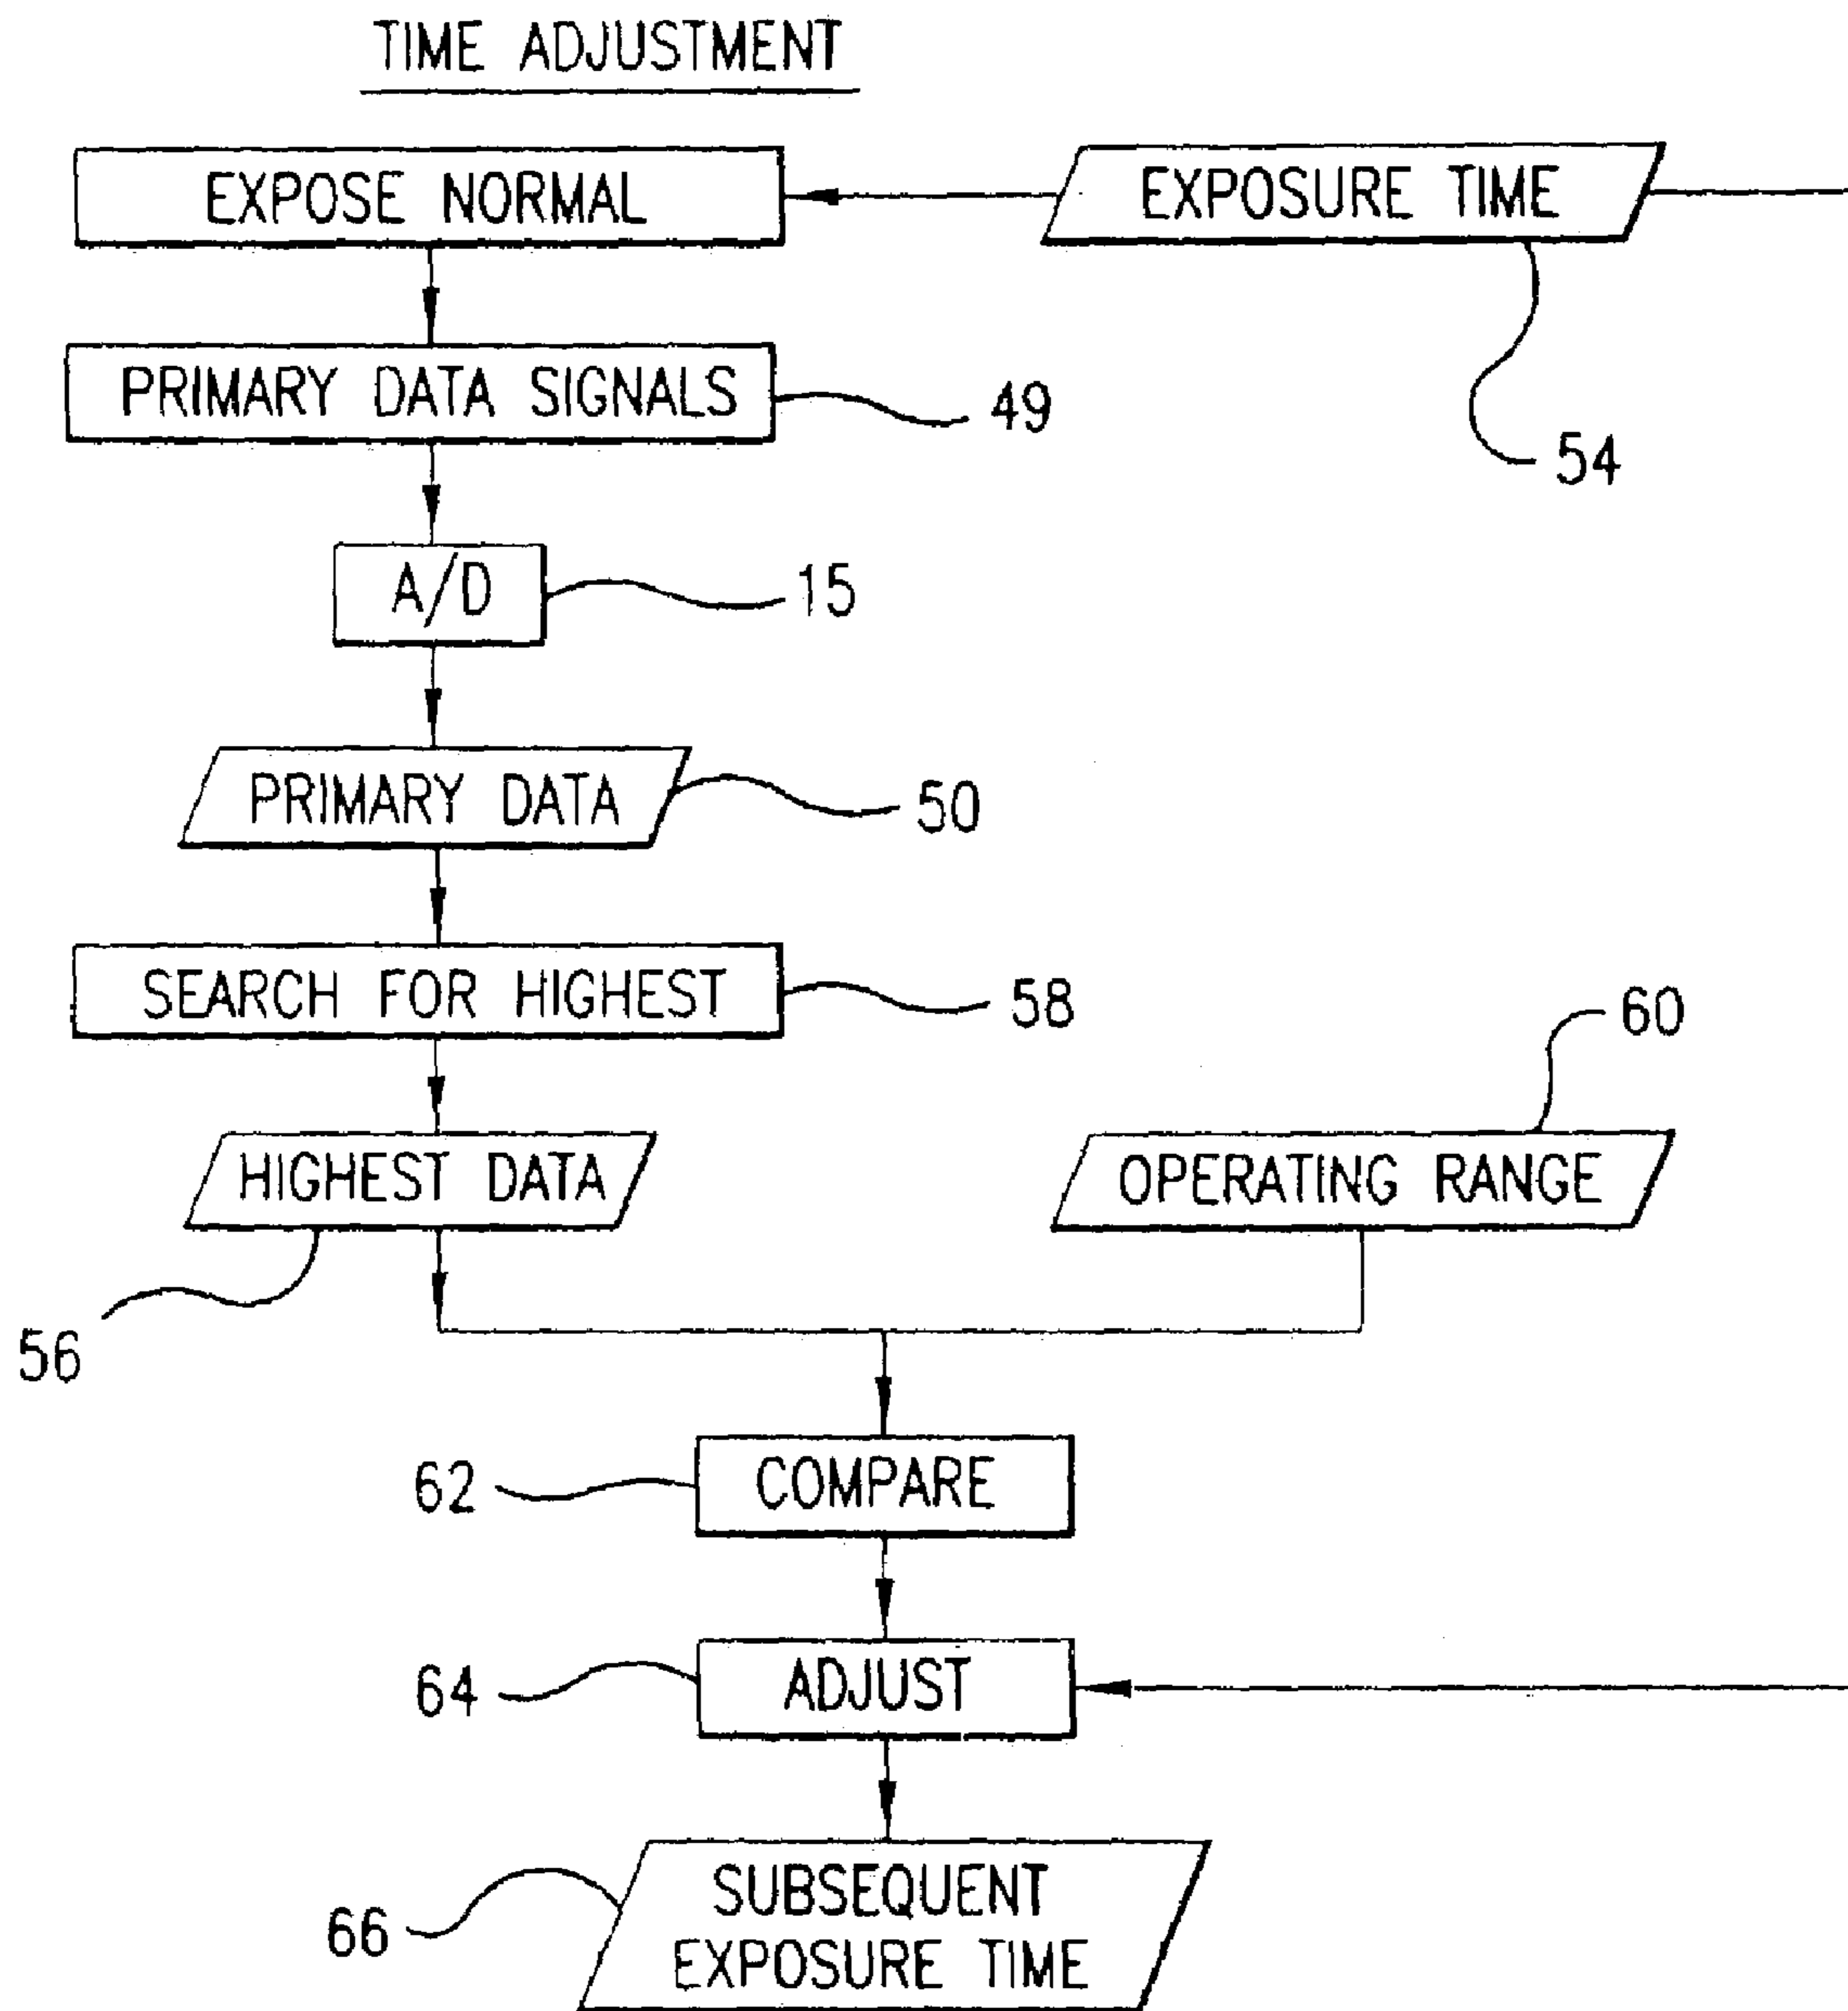 TIME ADJUSTMENT
EXPOSE NORMAL
EXPOSURE TIME
PRIMARY DATA SIGNALS
49
54
A/D
15
PRIMARY DATA
50
SEARCH FOR HIGHEST
58
60
HIGHEST DATA
OPERATING RANGE
56
COMPARE
62
ADJUST
64
SUBSEQUENT
EXPOSURE TIME
66